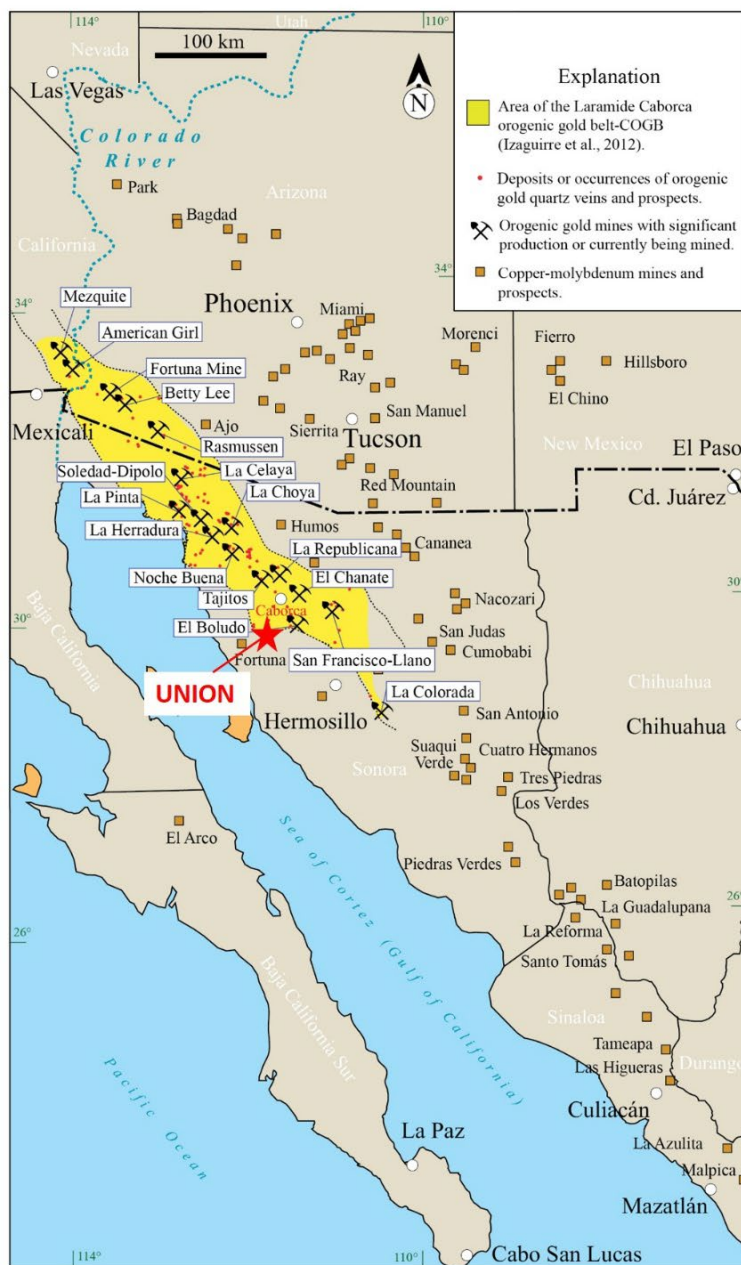 114°
110°
Utah
Nevada
100 km
Las Vegas
N
Explanation
Area of the Laramide Caborca
orogenic gold belt-COGB
(Izaguirre et al., 2012).
Deposits or occurrences of orogenic
gold quartz veins and prospects.
Orogenic gold mines with significant
production or currently being mined.
Copper-molybdenum mines and
prospects.
Colorado
River
Park
Arizona
Bagdad
California
34°
34°
Mezquite
Phoenix
Miami
American Girl
Morenci
Fierro
Fortuna Mine
Hillsboro
Betty Lee
Ray
El Chino
San Manuel
Mexicali
Ajo
Sierrita
Tucson
New Mexico
El Paso
Rasmussen
Soledad-Dipolo
La Celaya
Red Mountain
Cd. Juárez
La Pinta
La Choya
La Herradura
Humos
Cananea
La Republicana
Noche Buena
El Chanate
30°
Tajitos
Nacozari
Caborca
El Boludo
30°
San Judas
Baja California
Fortuna
San Francisco-Llano
Cumobabi
UNION
La Colorada
Chihuahua
Hermosillo
San Antonio
Chihuahua
Suaqui
Verde
Cuatro Hermanos
Sonora
Tres Piedras
Los Verdes
El Arco
Sea of Cortez (Gulf of California)
Piedras Verdes
Batopilas
26°
La Guadalupana
26°
La Reforma
Santo Tomás
Baja California Sur
Sinaloa
Tameapa
Durango
Las Higueras
Pacific Ocean
Culiacán
La Paz
La Azulita
Malpica
Mazatlán
114°
110°
Cabo San Lucas